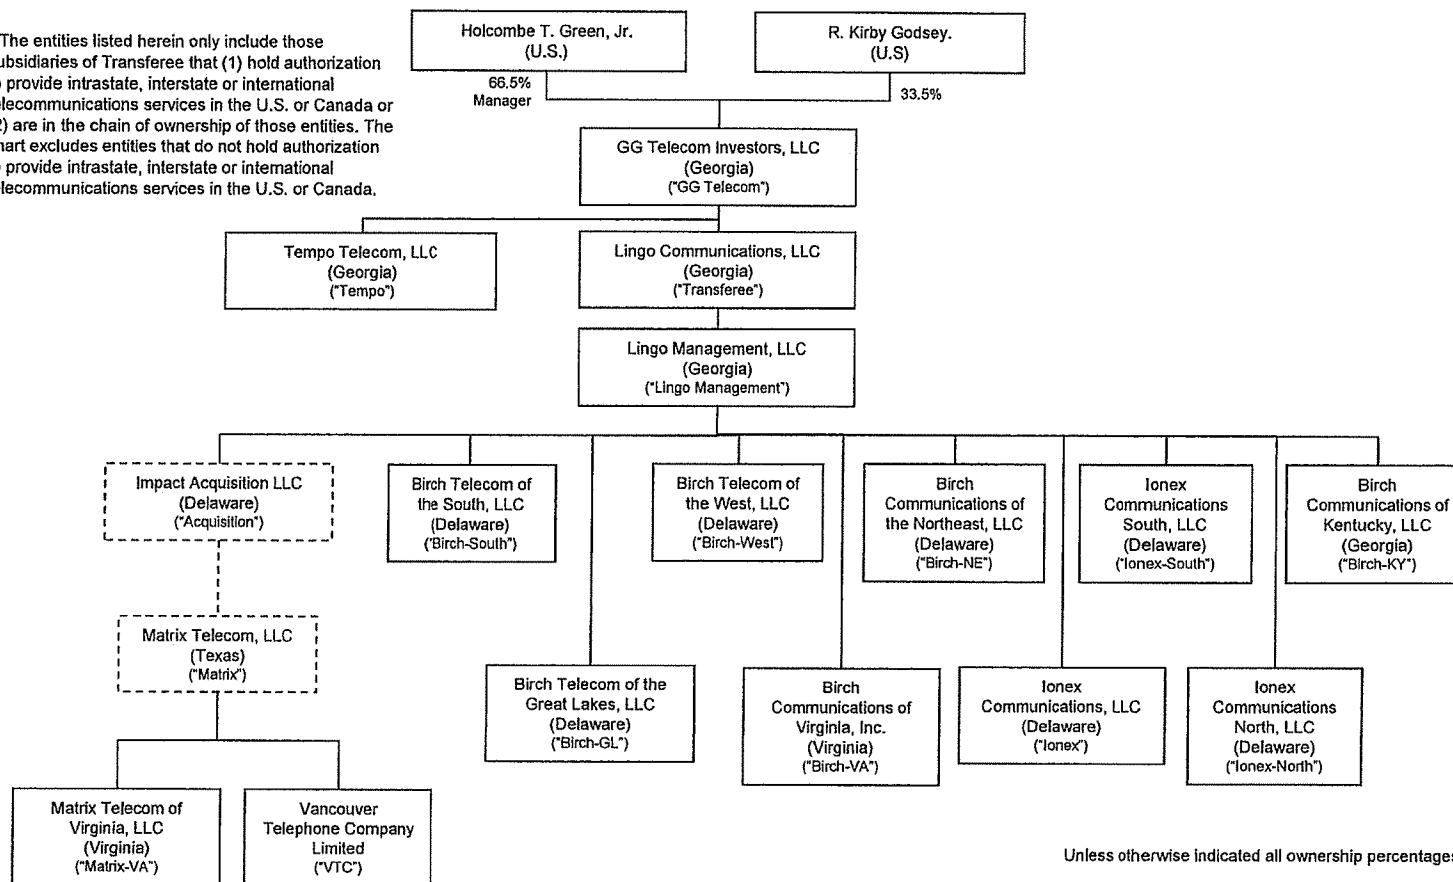 The entities listed herein only include those
ubsidiaries of Transferee that (1) hold authorization
provide intrastate, interstate or international
elecommunications services in the U.S. or Canada or
2) are in the chain of ownership of those entities. The
hart excludes entities that do not hold authorization
provide intrastate, interstate or international
elecommunications services in the U.S. or Canada.
Holcombe T. Green, Jr.
(U.S.)
R. Kirby Godsey.
(U.S)
66.5%
Manager
33.5%
GG Telecom Investors, LLC
(Georgia)
("GG Telecom")
Tempo Telecom, LLC
(Georgia)
("Tempo")
Lingo Communications, LLC
(Georgia)
("Transferee")
Lingo Management, LLC
(Georgia)
("Lingo Management")
Impact Acquisition LLC
(Delaware)
("Acquisition")
Birch Telecom of
the South, LLC
(Delaware)
("Birch-South")
Birch Telecom of
the West, LLC
(Delaware)
("Birch-West")
Birch
Communications of
the Northeast, LLC
(Delaware)
("Birch-NE")
Ionex
Communications
South, LLC
(Delaware)
("Ionex-South")
Birch
Communications of
Kentucky, LLC
(Georgia)
("Birch-KY")
Matrix Telecom, LLC
(Texas)
("Matrix")
Birch Telecom of the
Great Lakes, LLC
(Delaware)
("Birch-GL")
Birch
Communications of
Virginia, Inc.
(Virginia)
("Birch-VA")
Ionex
Communications, LLC
(Delaware)
("Ionex")
Ionex
Communications
North, LLC
(Delaware)
("Ionex-North")
Matrix Telecom of
Virginia, LLC
(Virginia)
("Matrix-VA")
Vancouver
Telephone Company
Limited
("VTC")
Unless otherwise indicated all ownership percentages